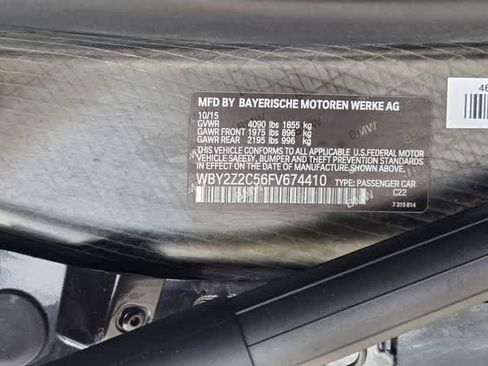 MFD BY BAYERISCHE MOTOREN WERKE AG
10/15
GVWR 4090 lbs 1855 kg
GAWR FRONT 1975 lbs 896 kg
GAWR REAR 2195 lbs 996 kg
THIS VEHICLE CONFORMS TO ALL APPLICABLE U.S.FEDERAL MOTOR
VEHICLE SAFETY, BUMPER, AND THEFT PREVENTION STANDARDS
IN EFFECT ON THE DATE OF MANUFACTURE SHOWN ABOVE.
WBY2Z2C56FV674410 TYPE: PASSENGER CAR
C22
7 315 814
BMW